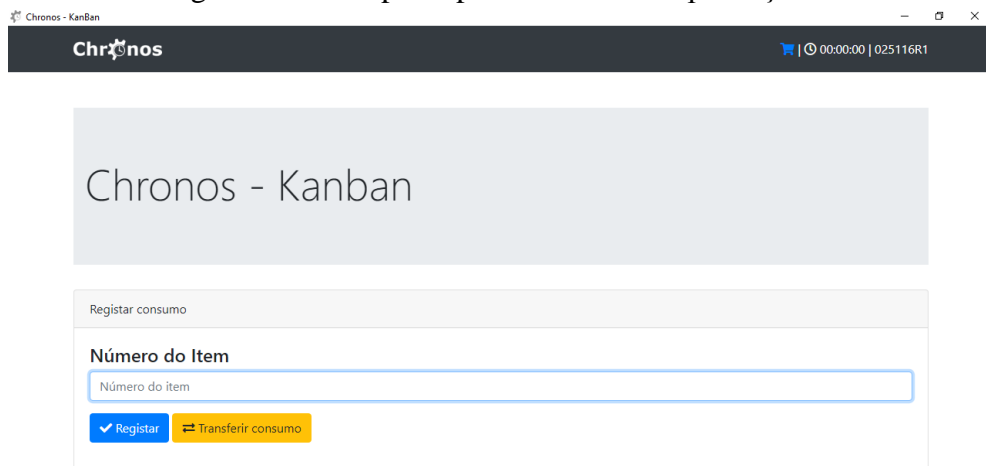 Chronos - KanBan
Chronos
| 00:00:00 | 025116R1
Chronos - Kanban
Registar consumo
Número do Item
Número do item
Registar
Transferir consumo